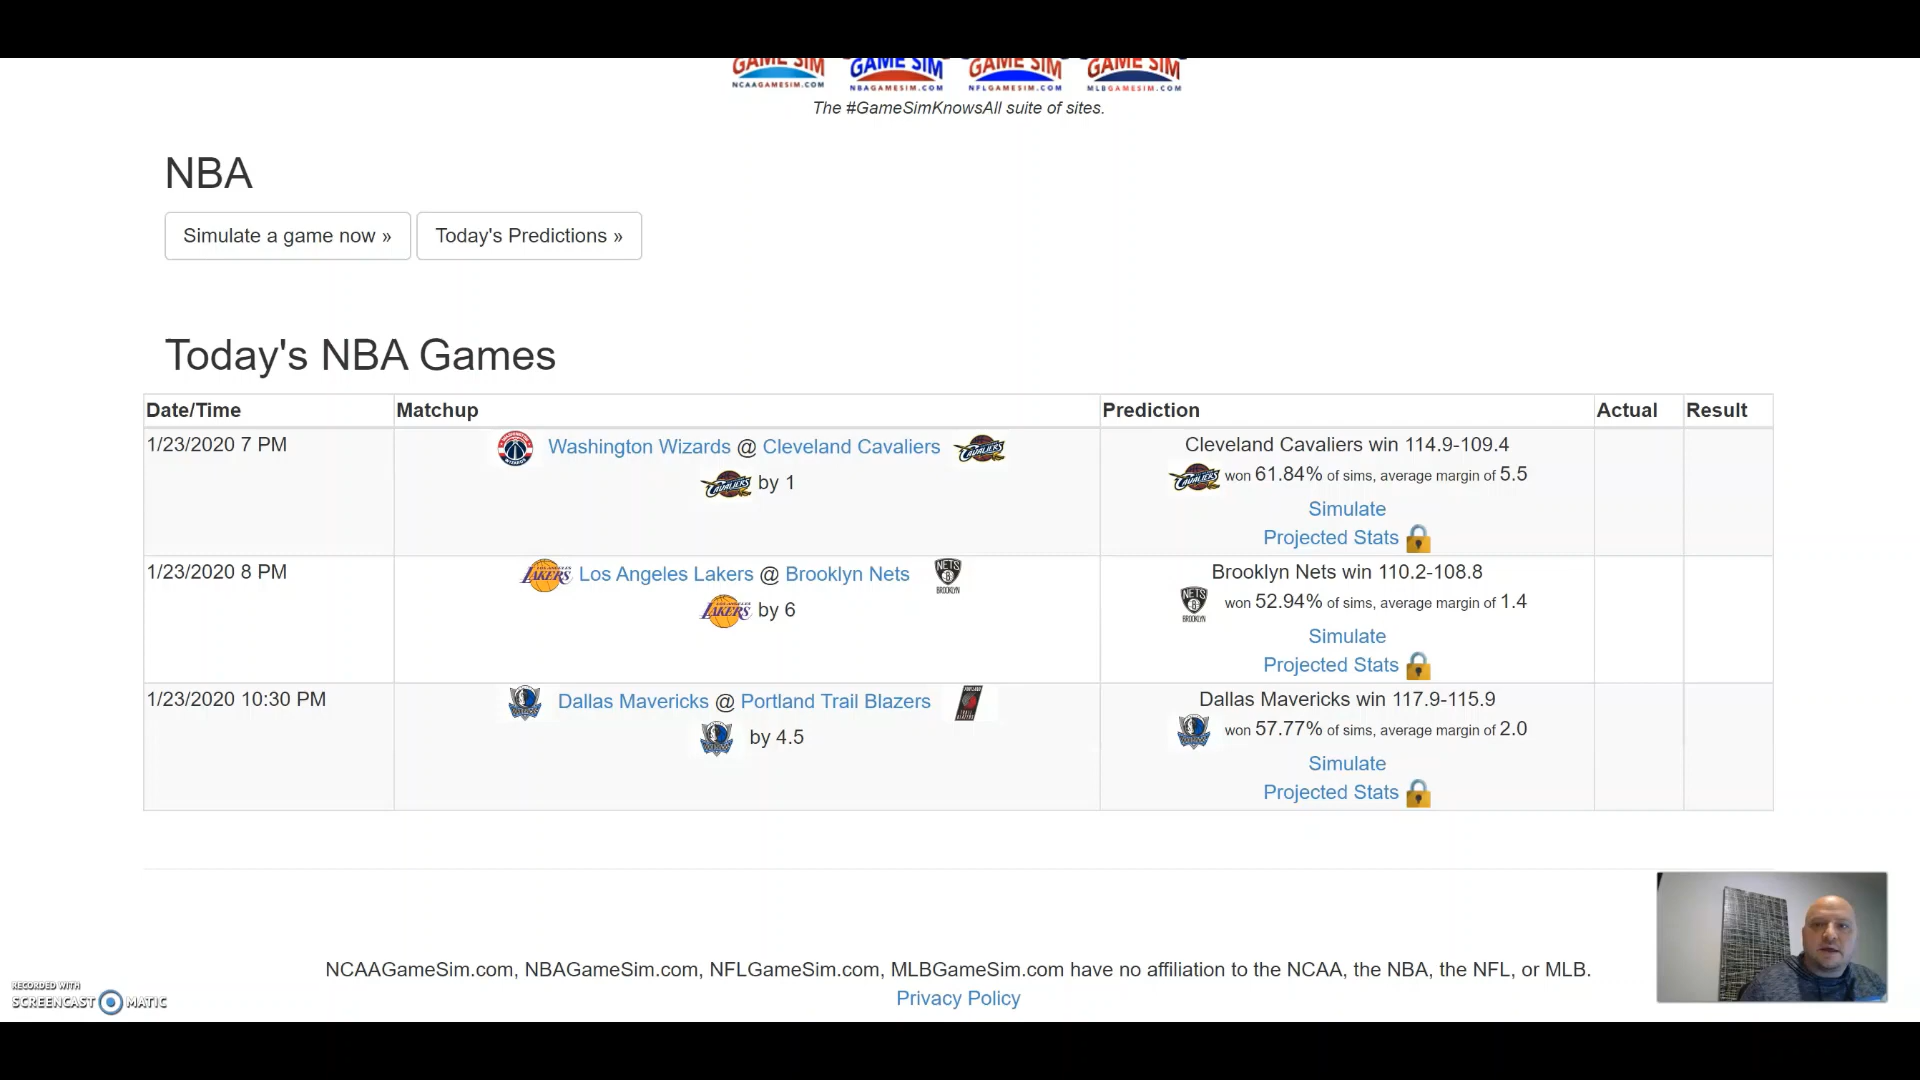 GAME SIM GAME SIM GAME SIM GAME SIM
NCAAGAMESIM.COM NBAGAMESIM.COM NFLGAMESIM.COM MLBGAMESIM.COM
The #GameSimKnowsAll suite of sites.
NBA
Simulate a game now » Today's Predictions »
Today's NBA Games
Date/Time Matchup Prediction Actual Result
1/23/2020 7 PM Washington Wizards @ Cleveland Cavaliers Cleveland Cavaliers win 114.9-109.4
CAVALIERS by 1 CAVALIERS won 61.84% of sims, average margin of 5.5
Simulate
Projected Stats
1/23/2020 8 PM LAKERS Los Angeles Lakers @ Brooklyn Nets NETS BROOKLYN Brooklyn Nets win 110.2-108.8
LAKERS by 6 NETS BROOKLYN won 52.94% of sims, average margin of 1.4
Simulate
Projected Stats
1/23/2020 10:30 PM Dallas Mavericks @ Portland Trail Blazers Dallas Mavericks win 117.9-115.9
by 4.5 won 57.77% of sims, average margin of 2.0
Simulate
Projected Stats
NCAAGameSim.com, NBAGameSim.com, NFLGameSim.com, MLBGameSim.com have no affiliation to the NCAA, the NBA, the NFL, or MLB.
Privacy Policy
RECORDED WITH
SCREENCAST MATIC